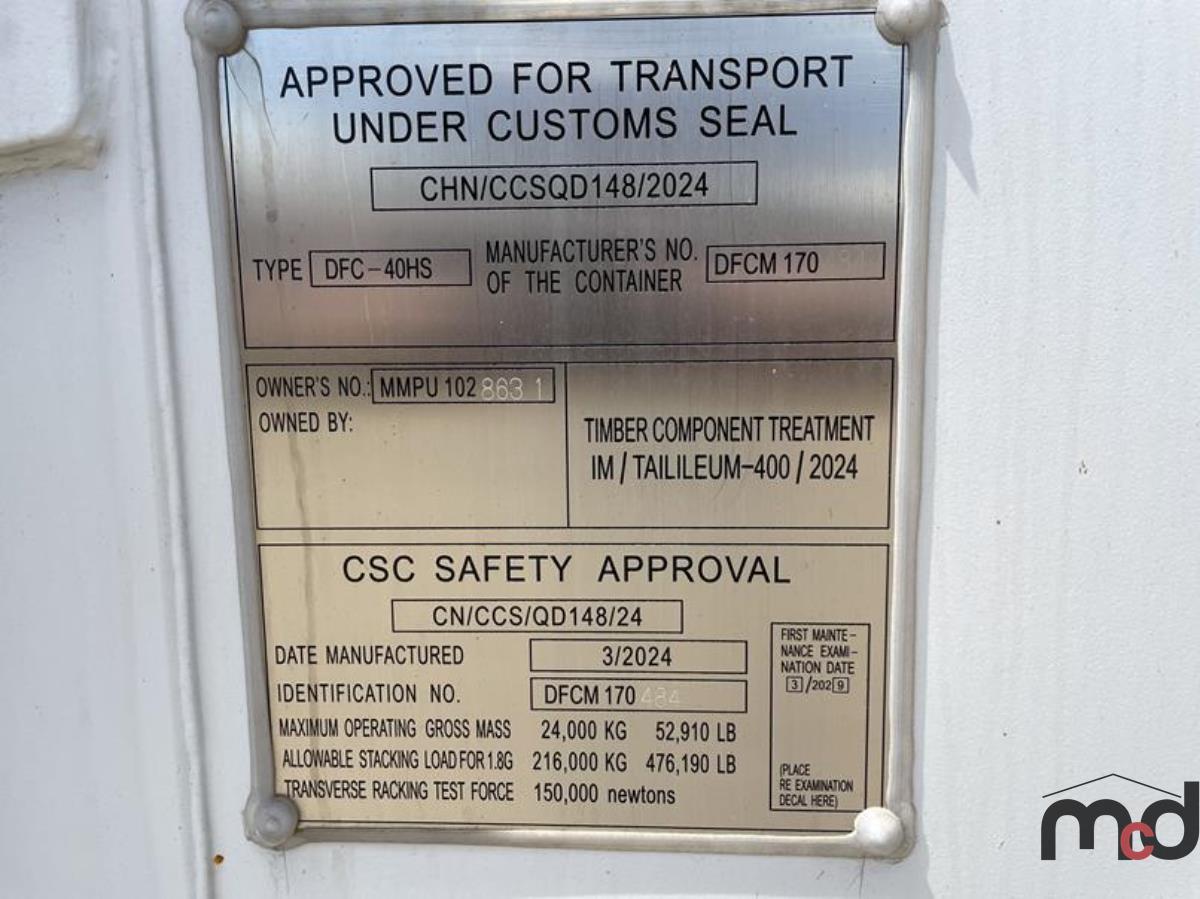 APPROVED FOR TRANSPORT
UNDER CUSTOMS SEAL
CHN/CCSQD148/2024
TYPE DFC-40HS
MANUFACTURER'S NO.
OF THE CONTAINER
DFCM 170
OWNER'S NO.: MMPU 102 863 1
OWNED BY:
TIMBER COMPONENT TREATMENT
IM / TAILILEUM-400 / 2024
CSC SAFETY APPROVAL
CN/CCS/QD148/24
DATE MANUFACTURED 3/2024
IDENTIFICATION NO. DFCM 170 484
MAXIMUM OPERATING GROSS MASS 24,000 KG 52,910 LB
ALLOWABLE STACKING LOAD FOR 1.8G 216,000 KG 476,190 LB
TRANSVERSE RACKING TEST FORCE 150,000 newtons
FIRST MAINTE-
NANCE EXAMI-
NATION DATE
3/2029
(PLACE
RE EXAMINATION
DECAL HERE)
mcd